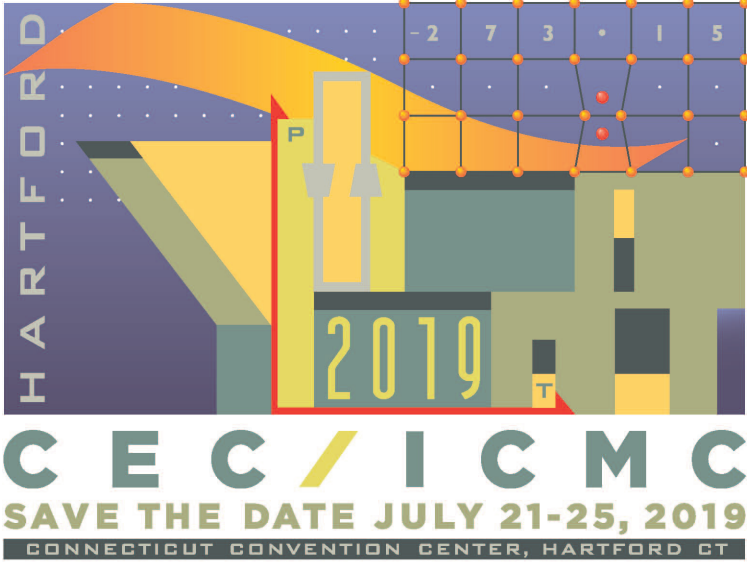 HARTFORD
-273.15
P
2019
T
CEC/ICMC
SAVE THE DATE JULY 21-25, 2019
CONNECTICUT CONVENTION CENTER, HARTFORD CT